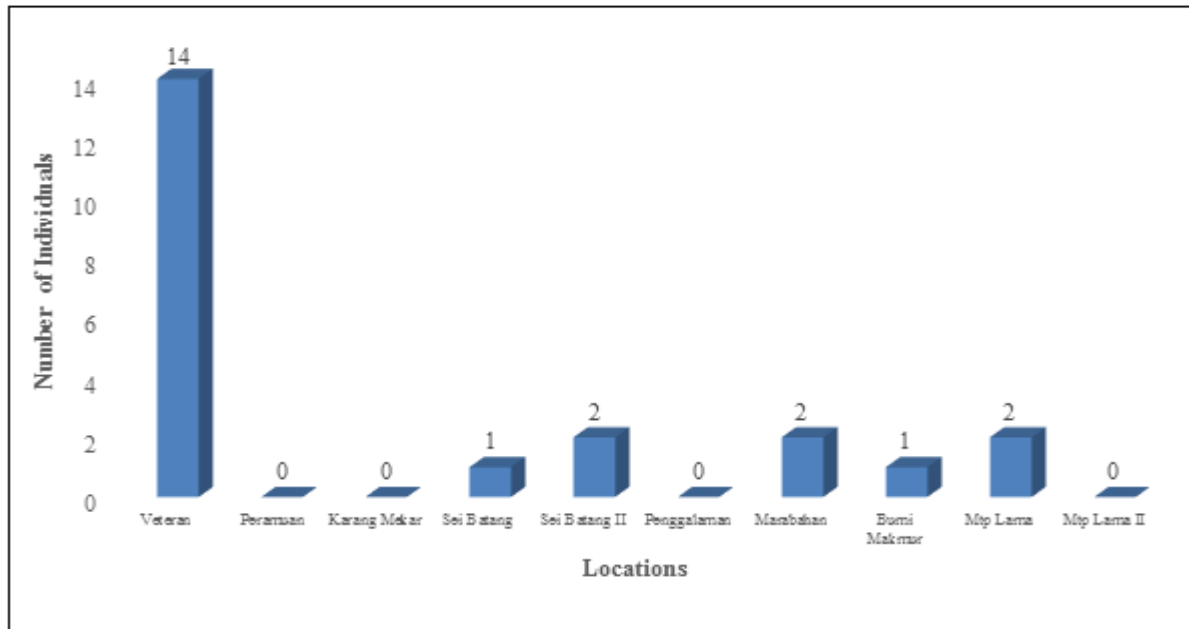 14
14
12
10
8
6
4
2
0
Number of Individuals
0
0
1
2
0
2
1
2
0
Veteran
Karang Mekar
Sei Batang
Sei Batang II
Penggalaman
Marabahan
Bumi
Makmur
Mtp Lama
Mtp Lama II
Locations